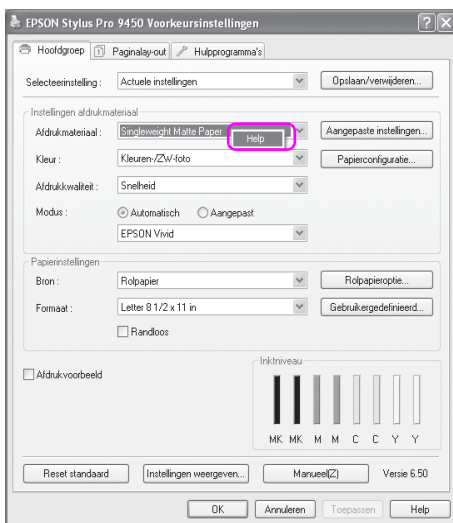 EPSON Stylus Pro 9450 Voorkeursinstellingen
Hoofdgroep Paginalay-out Hulpprogramma's
Selecteerinstelling : Actuele instellingen Opslaan/verwijderen...
Instellingen afdrukmateriaal
Afdrukmateriaal : Singleweight Matte Paper Help Aangepaste instellingen...
Kleur : Kleuren-/ZW-foto Papierconfiguratie...
Afdrukkwaliteit : Snelheid
Modus : Automatisch Aangepast
EPSON Vivid
Papierinstellingen
Bron : Rolpapier Rolpapieroptie...
Formaat : Letter 8 1/2 x 11 in Gebruikergedefinieerd...
Randloos
Afdrukvoorbeeld
Inktniveau
MK MK M M C C Y Y
Reset standaard Instellingen weergeven... Manueel(Z) Versie 6.50
OK Annuleren Toepassen Help